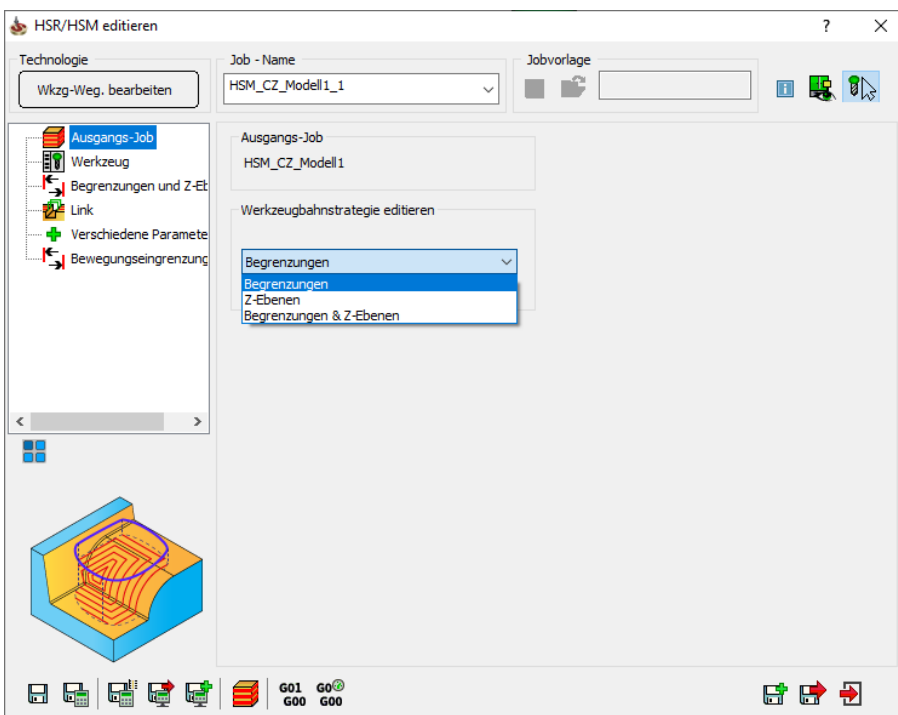 HSR/HSM editieren
?
Technologie
Job - Name
Jobvorlage
Wkzg-Weg. bearbeiten
HSM_CZ_Modell1_1
Ausgangs-Job
Werkzeug
Begrenzungen und Z-Eb
Link
Verschiedene Paramete
Bewegungseingrenzung
Ausgangs-Job
HSM_CZ_Modell1
Werkzeugbahnstrategie editieren
Begrenzungen
Begrenzungen
Z-Ebenen
Begrenzungen & Z-Ebenen
G01 G0
G00 G00